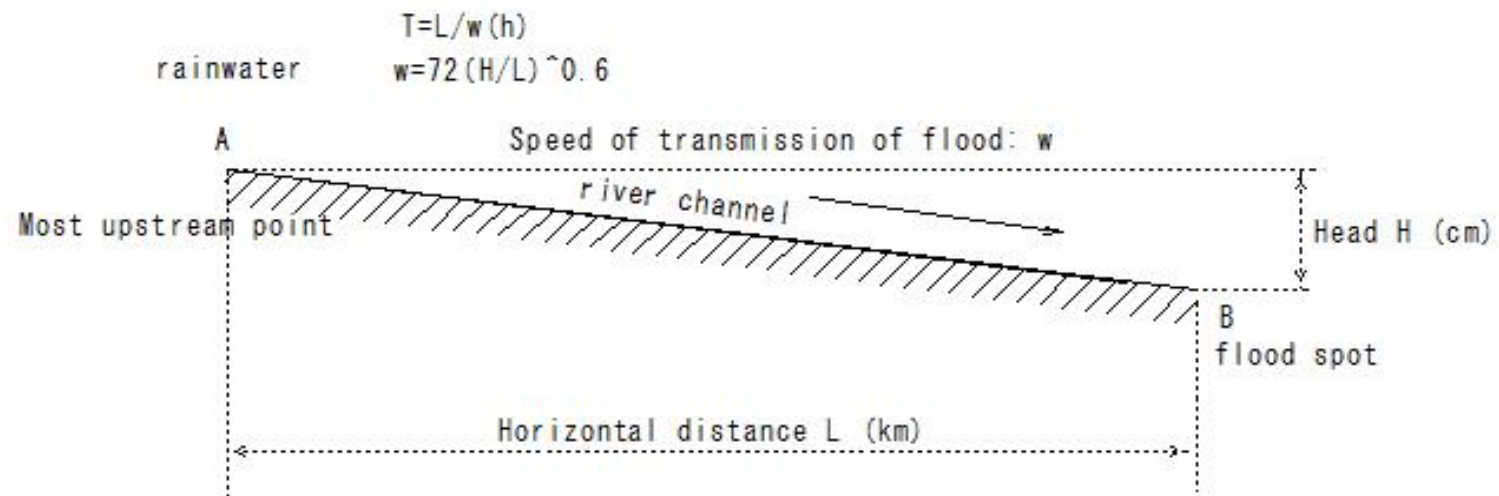 T=L/w(h)
rainwater w=72(H/L)^0.6
A Speed of transmission of flood: w
river channel
Most upstream point
Head H (cm)
B
flood spot
Horizontal distance L (km)